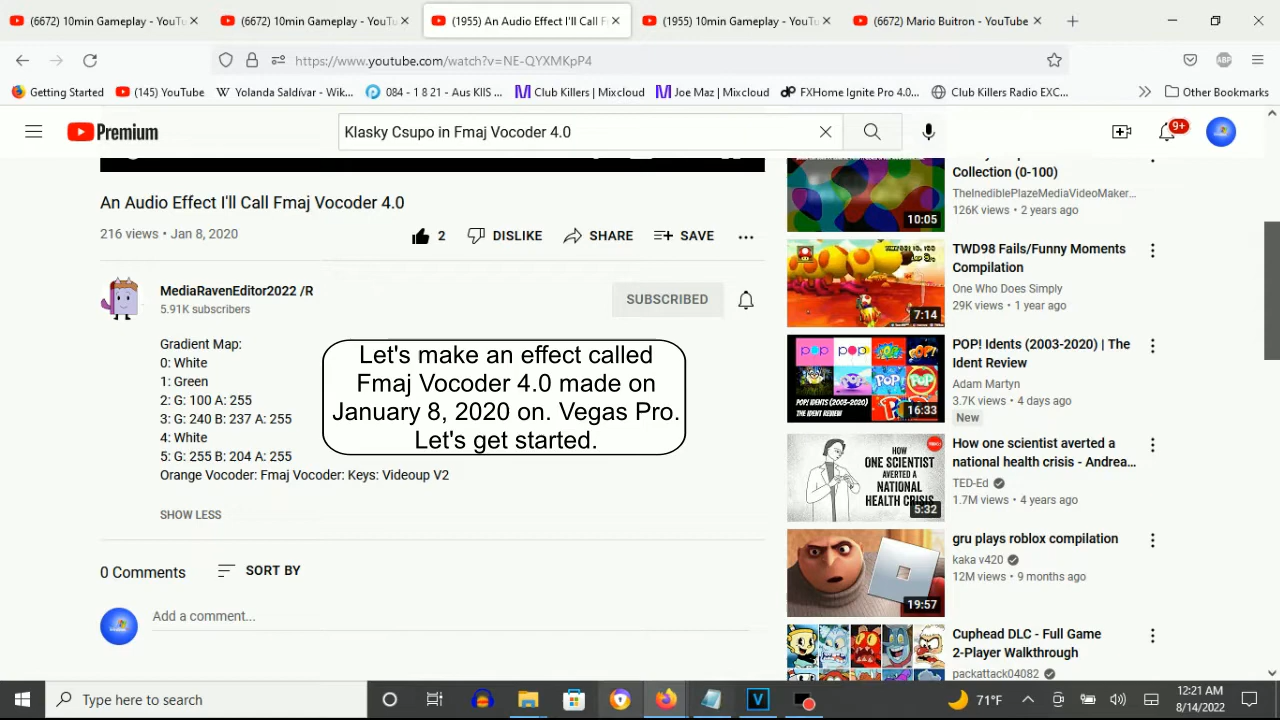 (6672) 10min Gameplay - YouTu
(6672) 10min Gameplay - YouTu
(1955) An Audio Effect I'll Call F
(1955) 10min Gameplay - YouTu
(6672) Mario Buitron - YouTube
https://www.youtube.com/watch?v=NE-QYXMKpP4
ABP
Getting Started
(145) YouTube
Yolanda Saldívar - Wik...
084 - 1 8 21 - Aus KIIS ...
Club Killers | Mixcloud
Joe Maz | Mixcloud
FXHome Ignite Pro 4.0...
Club Killers Radio EXC...
Other Bookmarks
Premium
Klasky Csupo in Fmaj Vocoder 4.0
9+
An Audio Effect I'll Call Fmaj Vocoder 4.0
216 views • Jan 8, 2020
2
DISLIKE
SHARE
SAVE
MediaRavenEditor2022 /R
5.91K subscribers
SUBSCRIBED
Gradient Map:
0: White
1: Green
2: G: 100 A: 255
3: G: 240 B: 237 A: 255
4: White
5: G: 255 B: 204 A: 255
Orange Vocoder: Fmaj Vocoder: Keys: Videoup V2
SHOW LESS
Let's make an effect called
Fmaj Vocoder 4.0 made on
January 8, 2020 on. Vegas Pro.
Let's get started.
0 Comments
SORT BY
Add a comment...
Collection (0-100)
TheInediblePlazeMediaVideoMaker...
126K views • 2 years ago
10:05
TWD98 Fails/Funny Moments
Compilation
One Who Does Simply
29K views • 1 year ago
7:14
POP! Idents (2003-2020) | The
Ident Review
Adam Martyn
3.7K views • 4 days ago
New
pop
pop
POP!
POP! IDENTS (2003-2020)
THE IDENT REVIEW
16:33
How one scientist averted a
national health crisis - Andrea...
TED-Ed
1.7M views • 4 years ago
HOW
ONE SCIENTIST
AVERTED A
NATIONAL
HEALTH CRISIS
5:32
gru plays roblox compilation
kaka v420
12M views • 9 months ago
19:57
Cuphead DLC - Full Game
2-Player Walkthrough
packattack04082
Type here to search
71°F
12:21 AM
8/14/2022